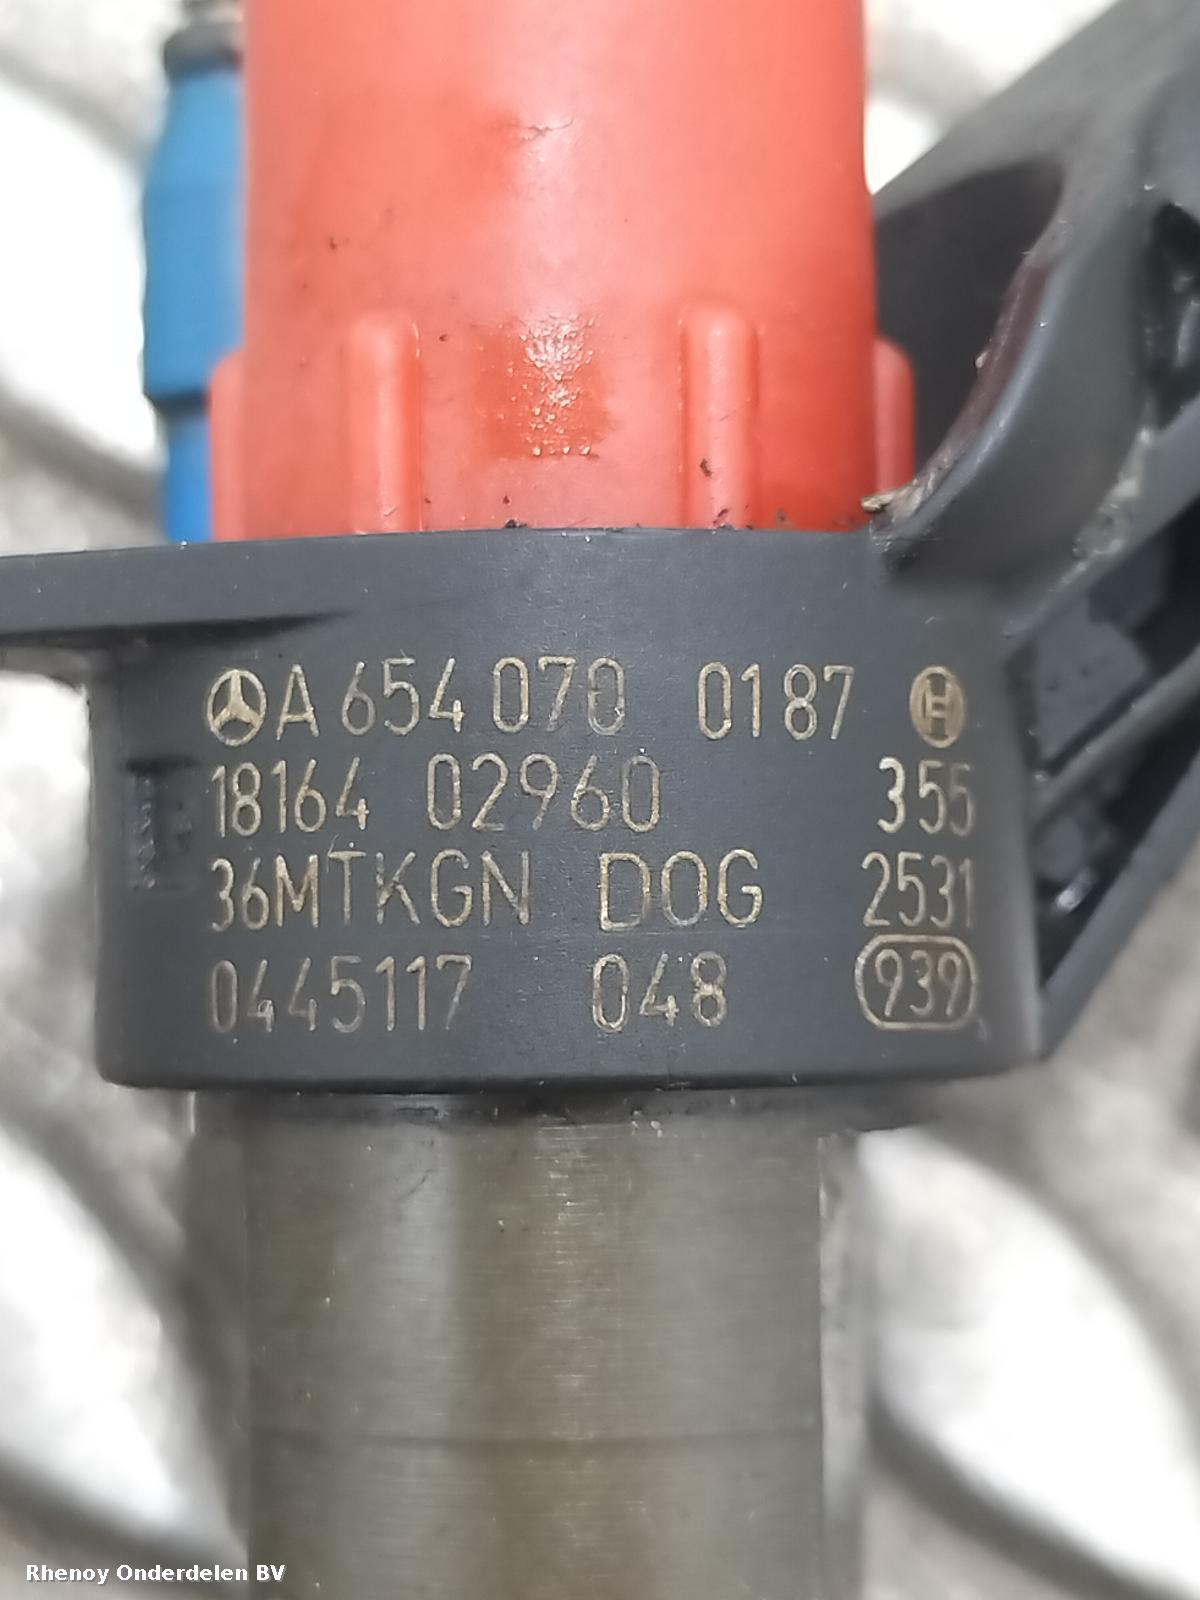 A 654 070 0187 H
18164 02960 355
36MTKGN DOG 2531
0445117 048 939
Rhenoy Onderdelen BV